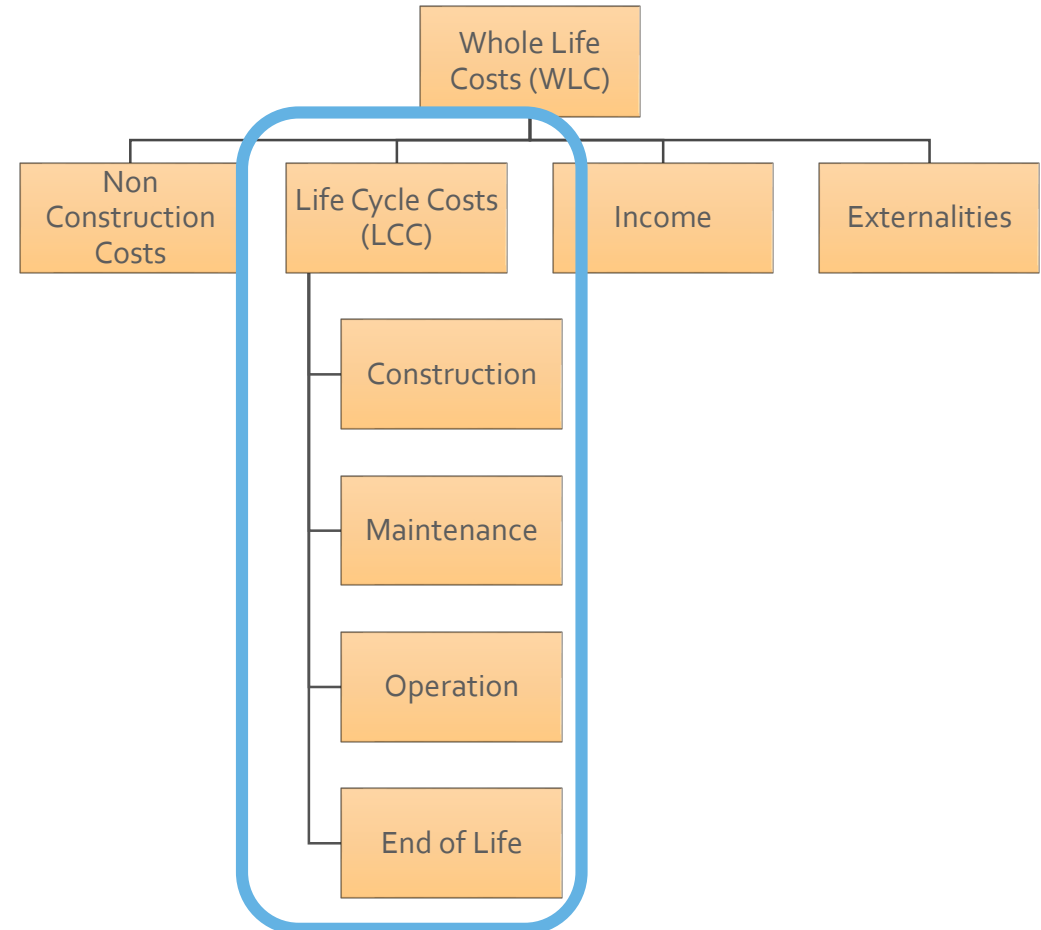 Whole Life
Costs (WLC)
Non
Construction
Costs
Life Cycle Costs
(LCC)
Income
Externalities
Construction
Maintenance
Operation
End of Life